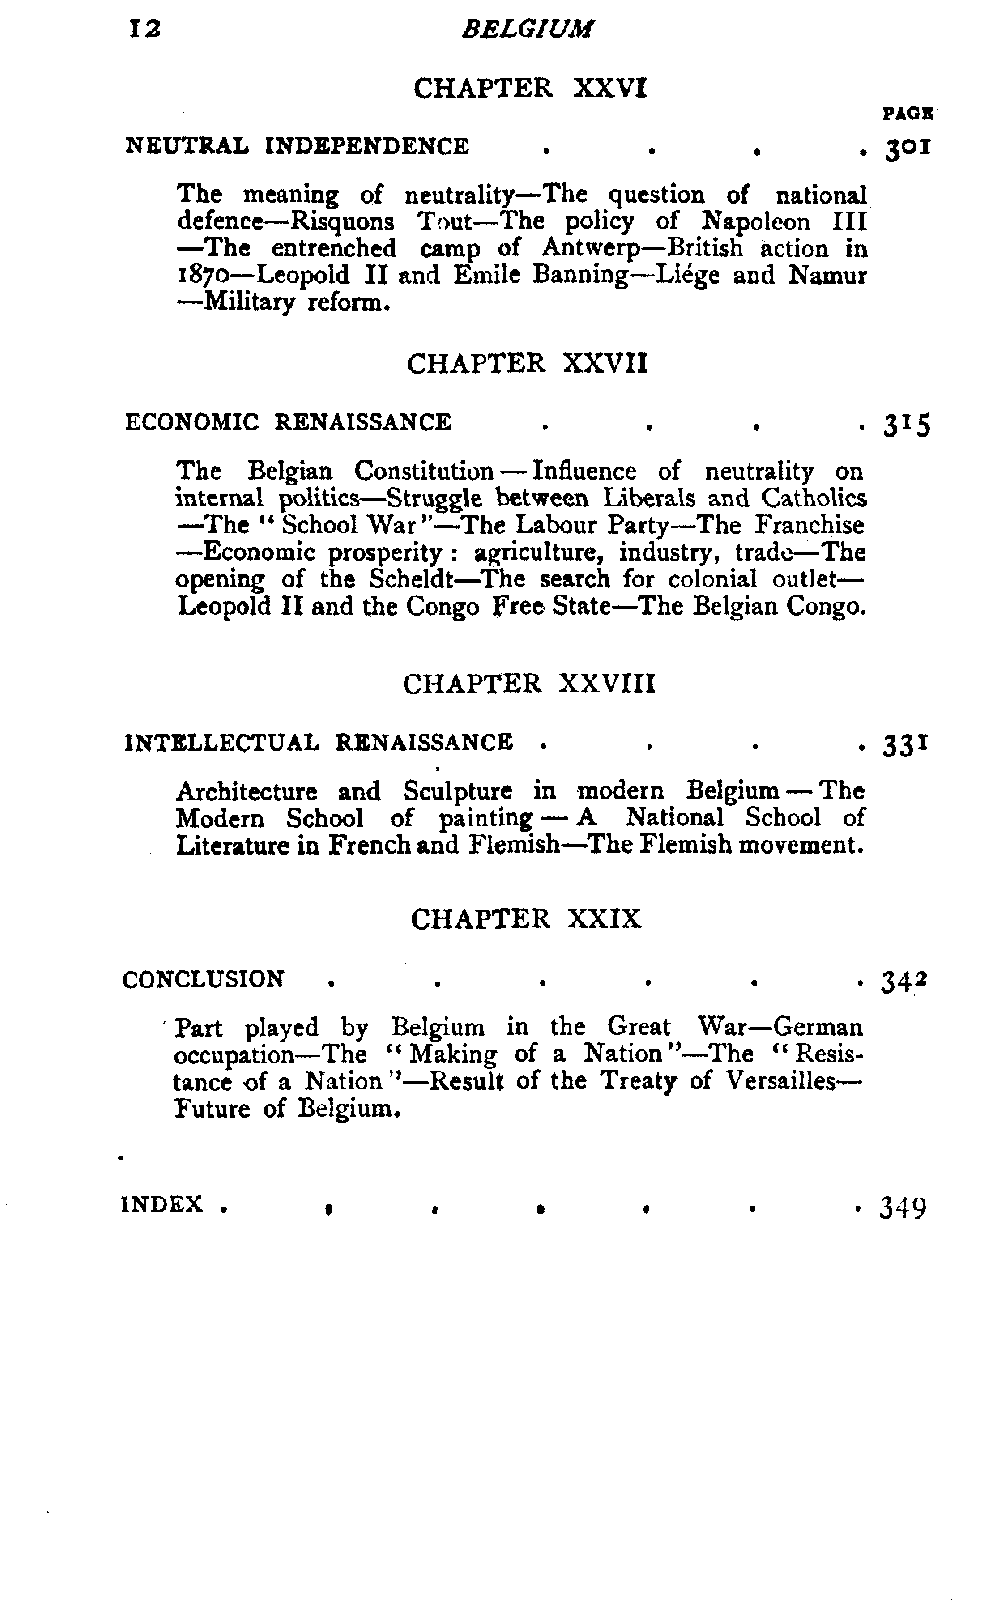 12 BELGIUM
CHAPTER XXVI
PAGE
NEUTRAL INDEPENDENCE . . . . 301
The meaning of neutrality—The question of national
defence—Risquons Tout—The policy of Napoleon III
—The entrenched camp of Antwerp—British action in
1870—Leopold II and Emile Banning—Liége and Namur
—Military reform.
CHAPTER XXVII
ECONOMIC RENAISSANCE . . . . 315
The Belgian Constitution — Influence of neutrality on
internal politics—Struggle between Liberals and Catholics
—The "School War"—The Labour Party—The Franchise
—Economic prosperity : agriculture, industry, trade—The
opening of the Scheldt—The search for colonial outlet—
Leopold II and the Congo Free State—The Belgian Congo.
CHAPTER XXVIII
INTELLECTUAL RENAISSANCE . . . . 331
Architecture and Sculpture in modern Belgium — The
Modern School of painting — A National School of
Literature in French and Flemish—The Flemish movement.
CHAPTER XXIX
CONCLUSION . . . . . . 342
Part played by Belgium in the Great War—German
occupation—The "Making of a Nation"—The "Resis-
tance of a Nation"—Result of the Treaty of Versailles—
Future of Belgium.
INDEX . . . . . . . 349